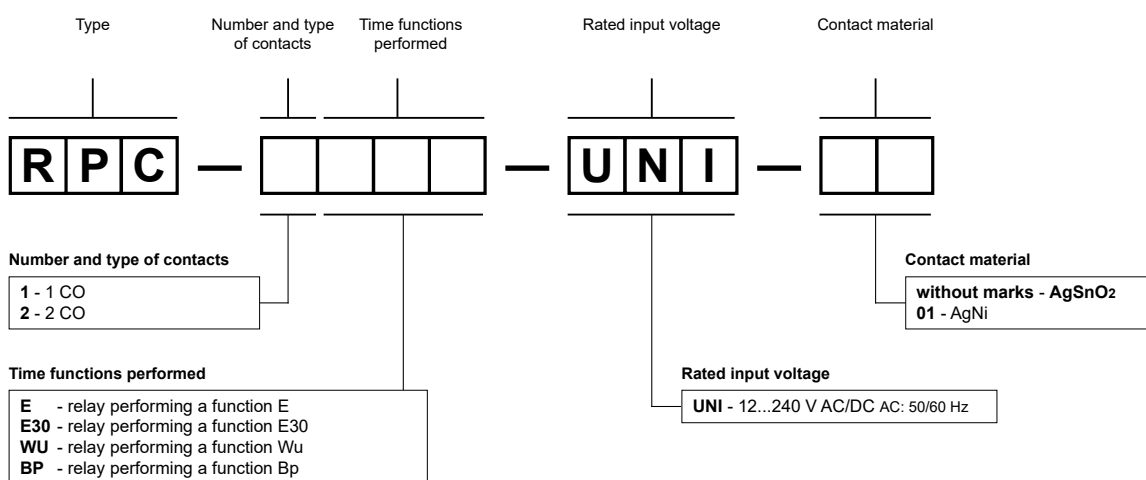 Type
Number and type
of contacts
Time functions
performed
Rated input voltage
Contact material
R P C — — U N I —
Number and type of contacts
1 - 1 CO
2 - 2 CO
Contact material
without marks - AgSnO2
01 - AgNi
Time functions performed
E - relay performing a function E
E30 - relay performing a function E30
WU - relay performing a function Wu
BP - relay performing a function Bp
Rated input voltage
UNI - 12...240 V AC/DC AC: 50/60 Hz